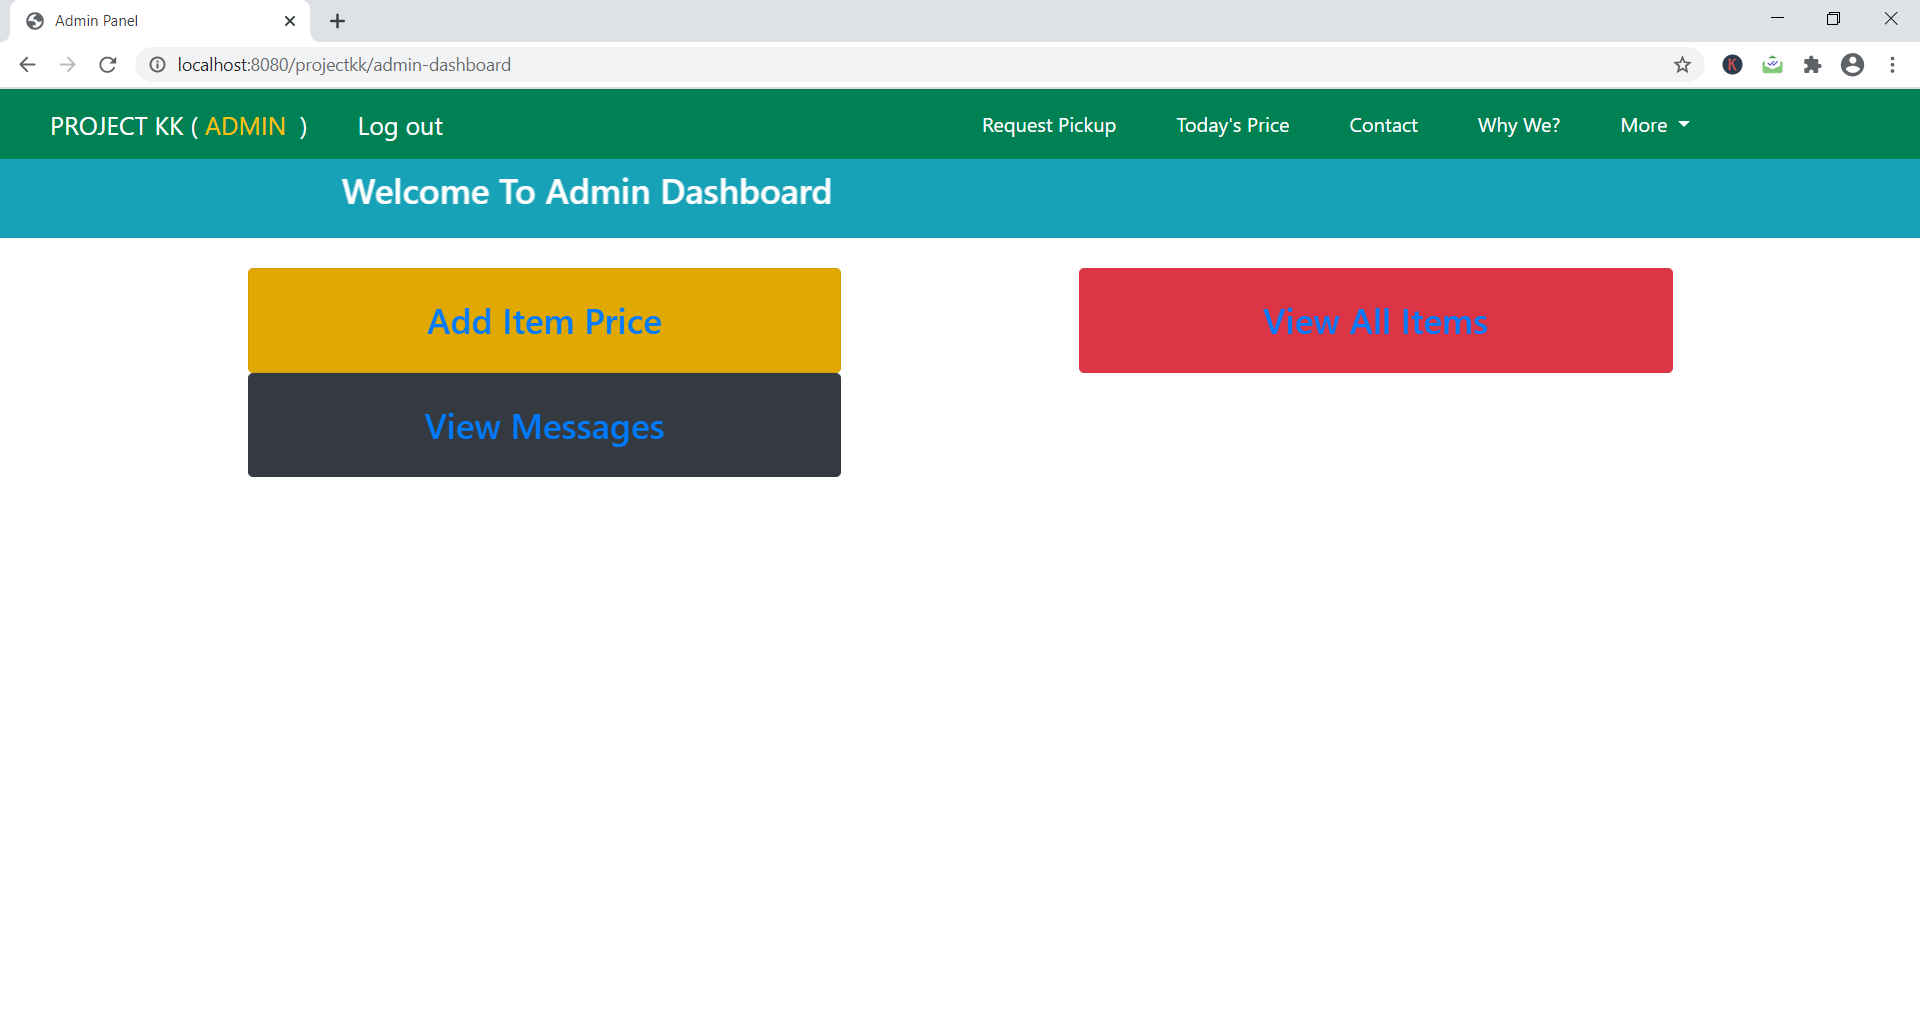 Admin Panel
localhost:8080/projectkk/admin-dashboard
K
PROJECT KK ( ADMIN ) Log out Request Pickup Today's Price Contact Why We? More
Welcome To Admin Dashboard
Add Item Price View All Items
View Messages